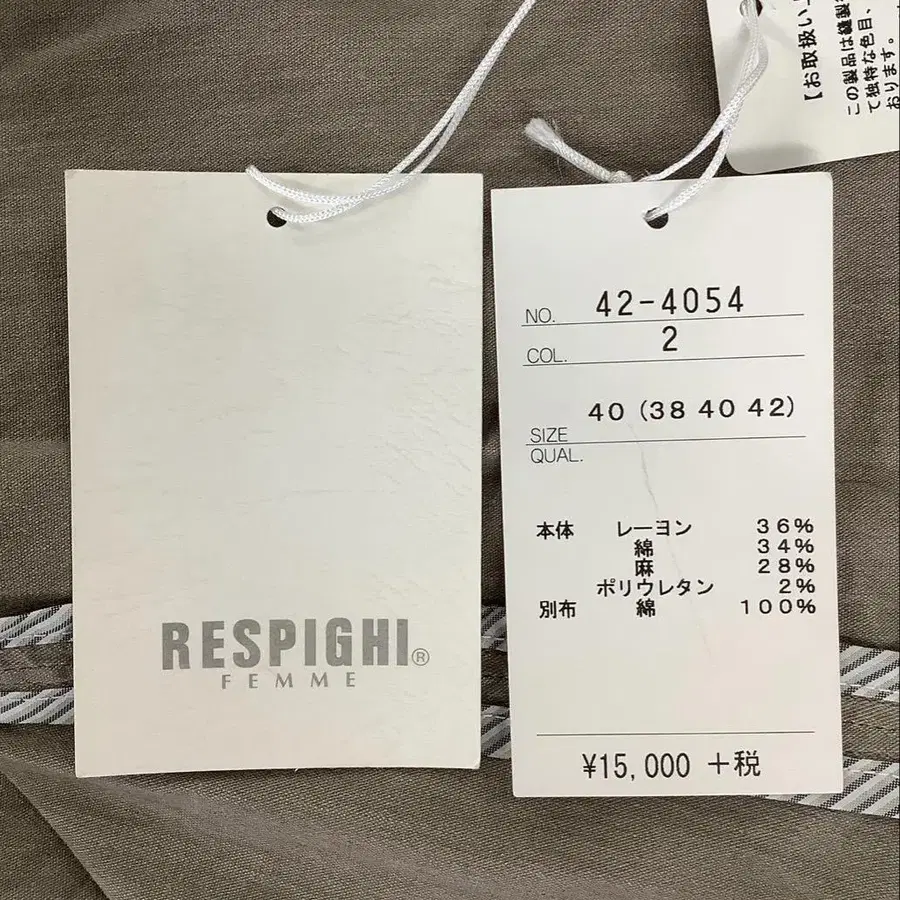 RESPIGHI®
FEMME
NO. 42-4054
COL. 2
SIZE 40 (38 40 42)
QUAL.
本体 レーヨン 36%
綿 34%
麻 28%
ポリウレタン 2%
別布 綿 100%
¥15,000 +税
【お取扱い上
この製品は縫製
て独特な色目、
おります。